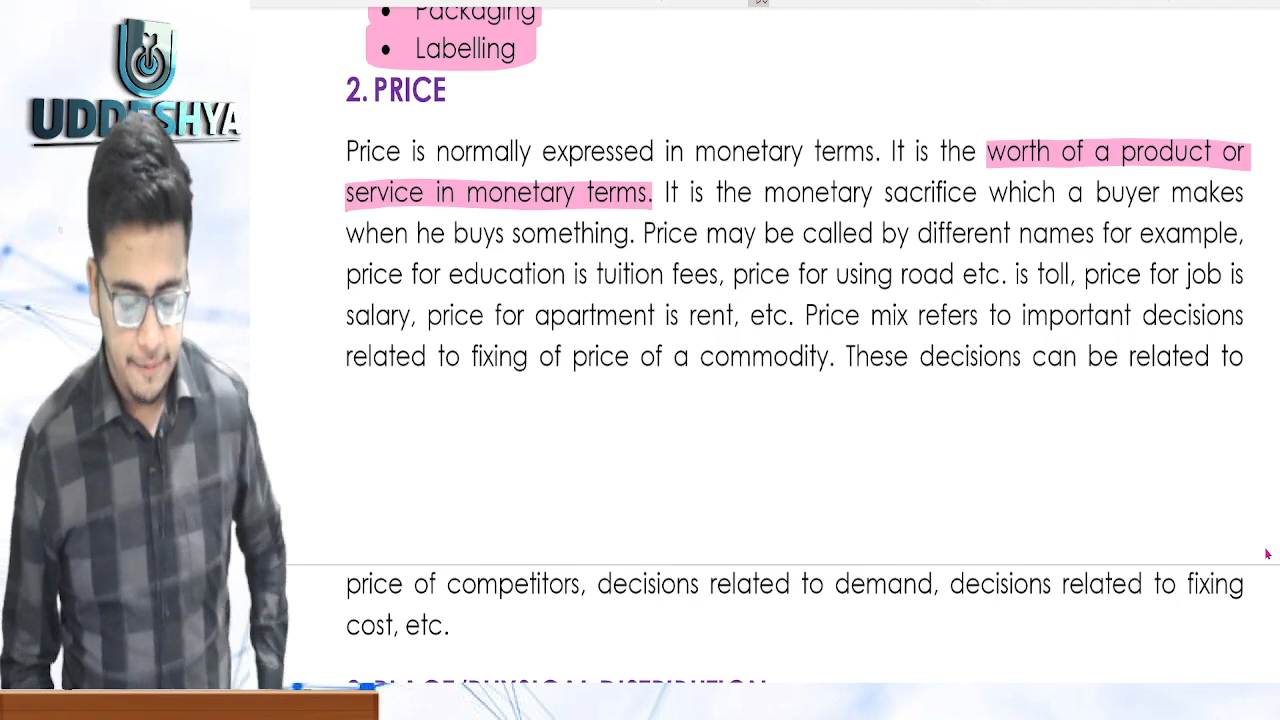 • Packaging
• Labelling
UDDESHYA
2. PRICE
Price is normally expressed in monetary terms. It is the worth of a product or
service in monetary terms. It is the monetary sacrifice which a buyer makes
when he buys something. Price may be called by different names for example,
price for education is tuition fees, price for using road etc. is toll, price for job is
salary, price for apartment is rent, etc. Price mix refers to important decisions
related to fixing of price of a commodity. These decisions can be related to
price of competitors, decisions related to demand, decisions related to fixing
cost, etc.
3. PLACE/PHYSICAL DISTRIBUTION